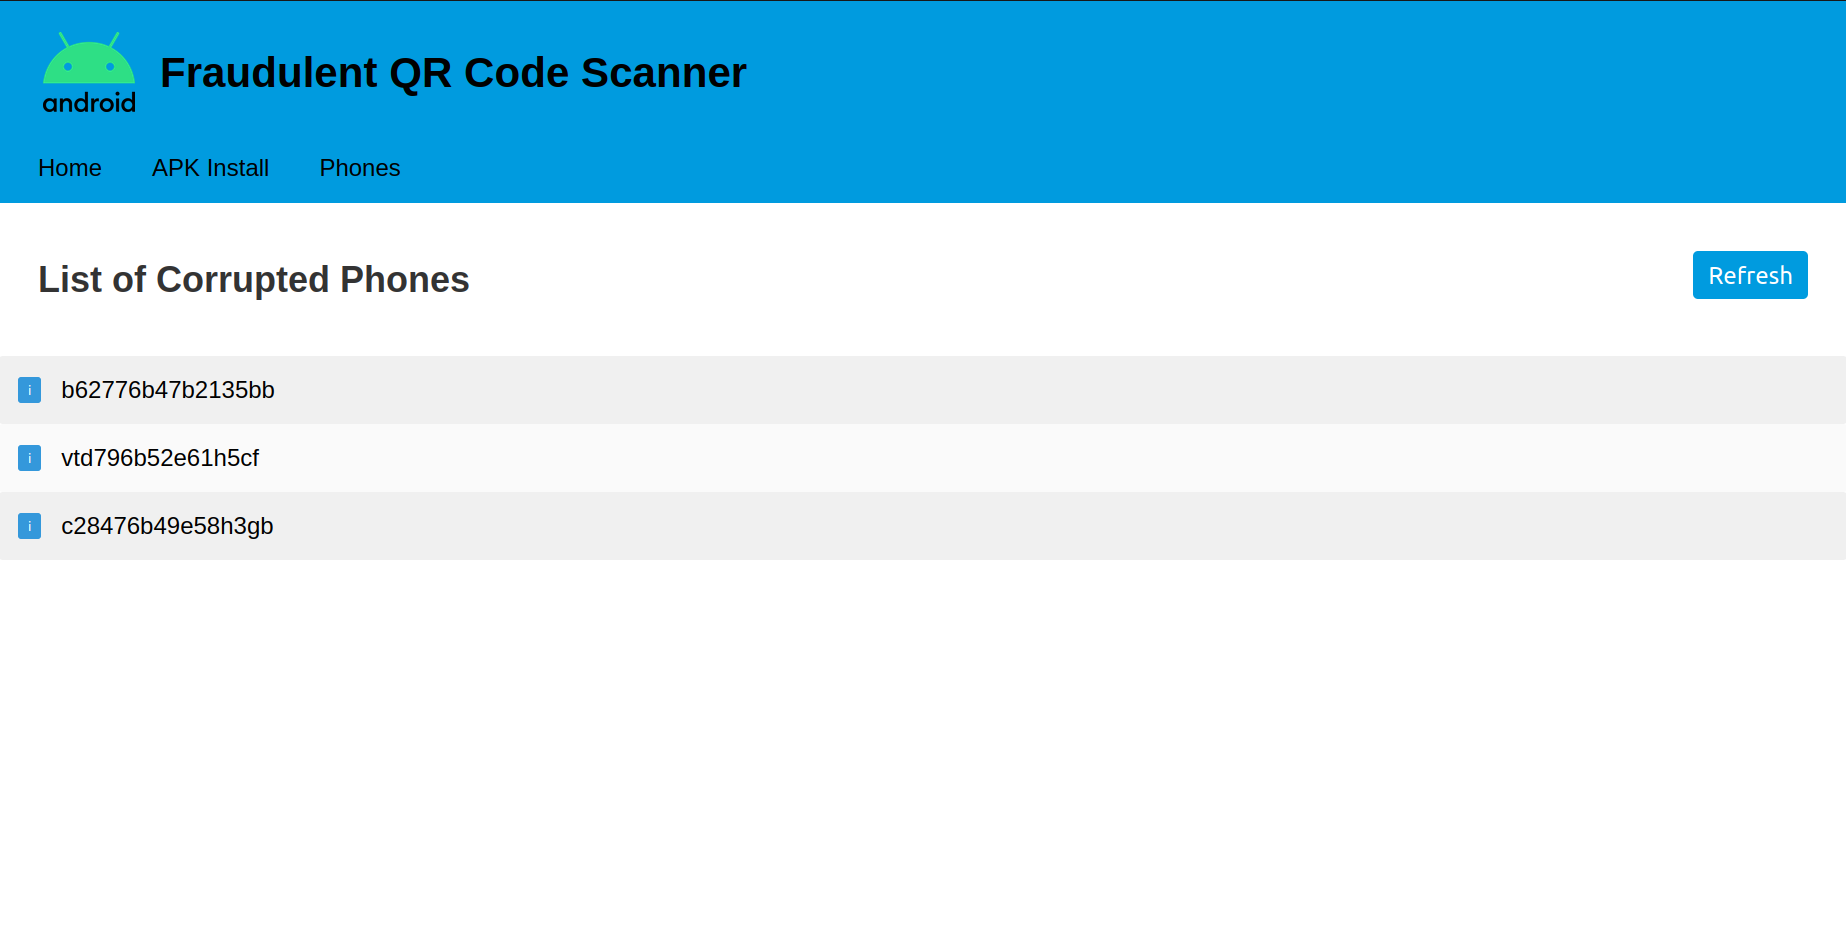 android
Fraudulent QR Code Scanner
Home APK Install Phones
List of Corrupted Phones
Refresh
i b62776b47b2135bb
i vtd796b52e61h5cf
i c28476b49e58h3gb